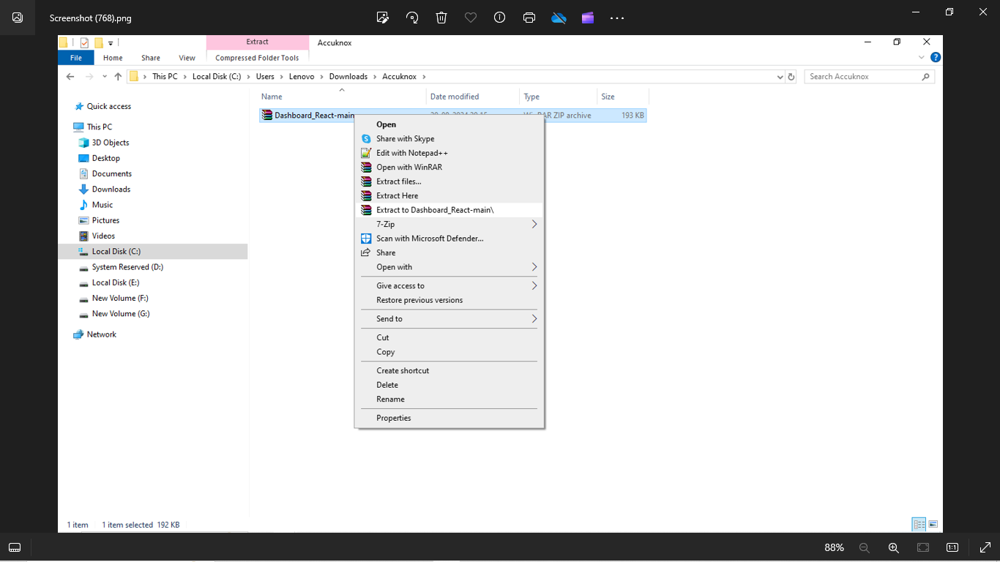 Screenshot (768).png
Extract
Accuknox
File
Home
Share
View
Compressed Folder Tools
This PC
Local Disk (C:)
Users
Lenovo
Downloads
Accuknox
Search Accuknox
Name
Date modified
Type
Size
Quick access
This PC
3D Objects
Desktop
Documents
Downloads
Music
Pictures
Videos
Local Disk (C:)
System Reserved (D:)
Local Disk (E:)
New Volume (F:)
New Volume (G:)
Network
Dashboard_React-main
WinRAR ZIP archive
193 KB
Open
Share with Skype
Edit with Notepad++
Open with WinRAR
Extract files...
Extract Here
Extract to Dashboard_React-main\
7-Zip
Scan with Microsoft Defender...
Share
Open with
Give access to
Restore previous versions
Send to
Cut
Copy
Create shortcut
Delete
Rename
Properties
1 item
1 item selected 192 KB
88%
1:1